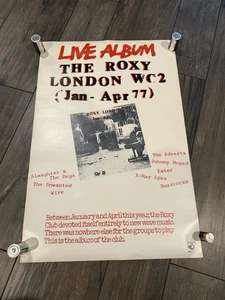 LIVE ALBUM
THE ROXY
LONDON WC2
(Jan - Apr 77)
Slaughter &
The Dogs
The Unwanted
Wire
The Adverts
Johnny Moped
Eater
X-Ray Spex
Buzzcocks
Between January and April this year, the Roxy
Club devoted itself entirely to new wave music.
There was nowhere else for the groups to play.
This is the album of the club.